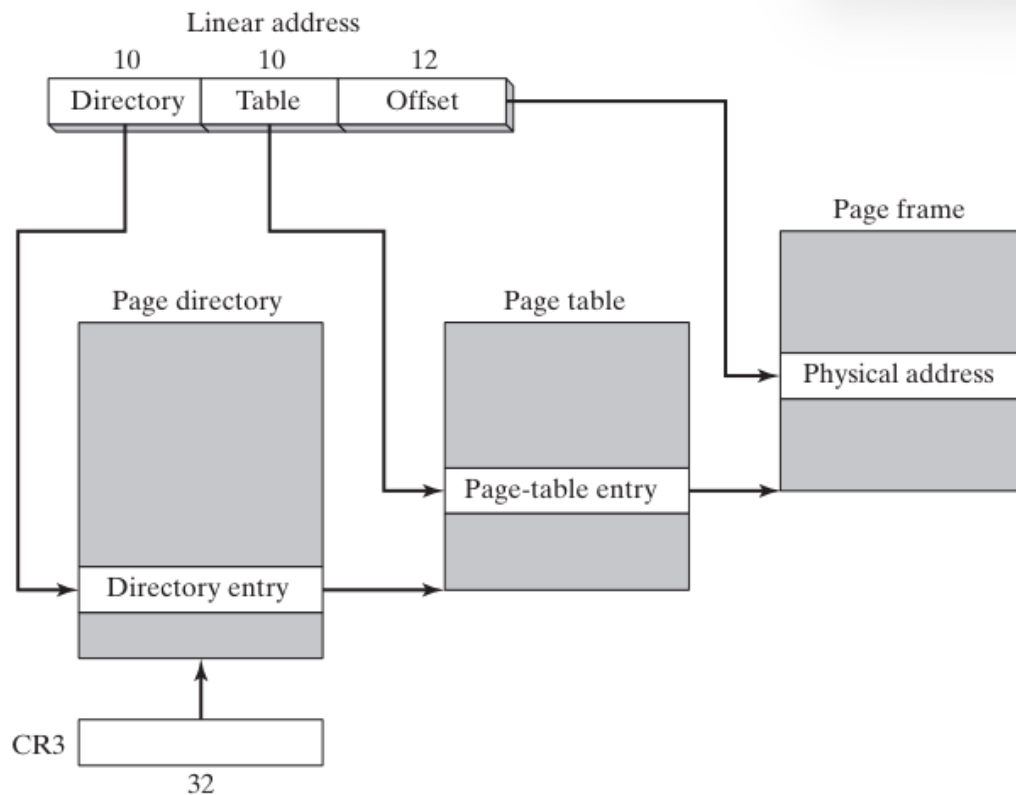 Linear address
10 10 12
Directory Table Offset
Page frame
Page directory
Page table
Physical address
Page-table entry
Directory entry
CR3
32